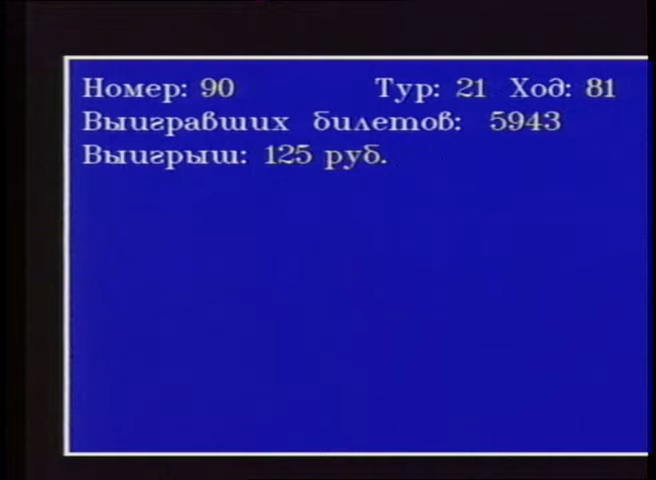 Номер: 90 Тур: 21 Ход: 81
Выигравших билетов: 5943
Выигрыш: 125 руб.